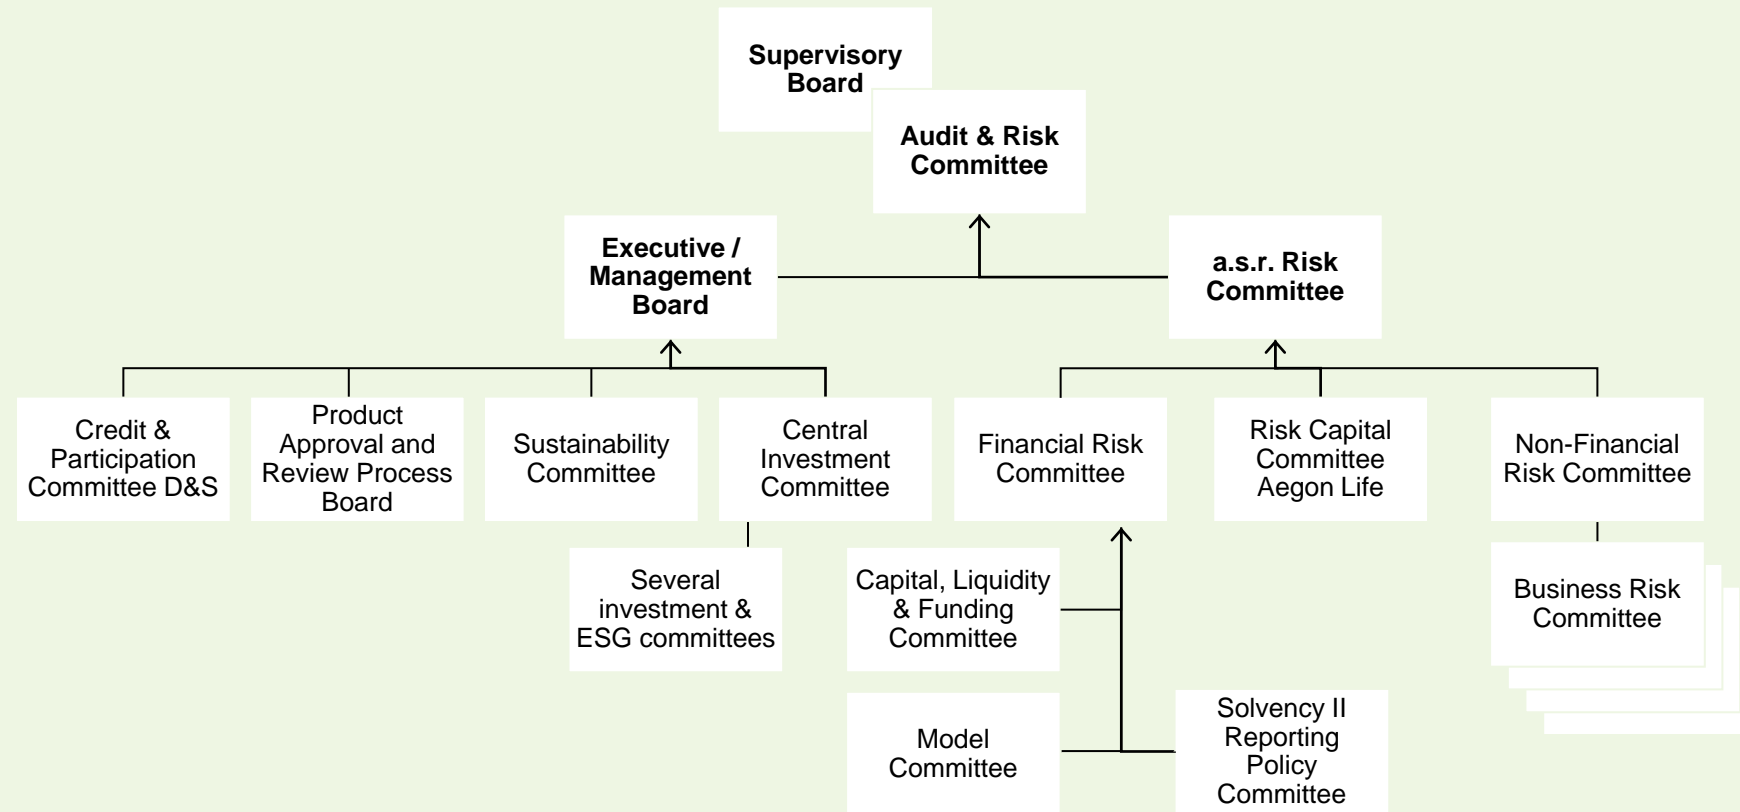 Supervisory
Board
Audit & Risk
Committee
Executive /
Management
Board
a.s.r. Risk
Committee
Credit &
Participation
Committee D&S
Product
Approval and
Review Process
Board
Sustainability
Committee
Central
Investment
Committee
Financial Risk
Committee
Risk Capital
Committee
Aegon Life
Non-Financial
Risk Committee
Several
investment &
ESG committees
Capital, Liquidity
& Funding
Committee
Business Risk
Committee
Model
Committee
Solvency II
Reporting
Policy
Committee